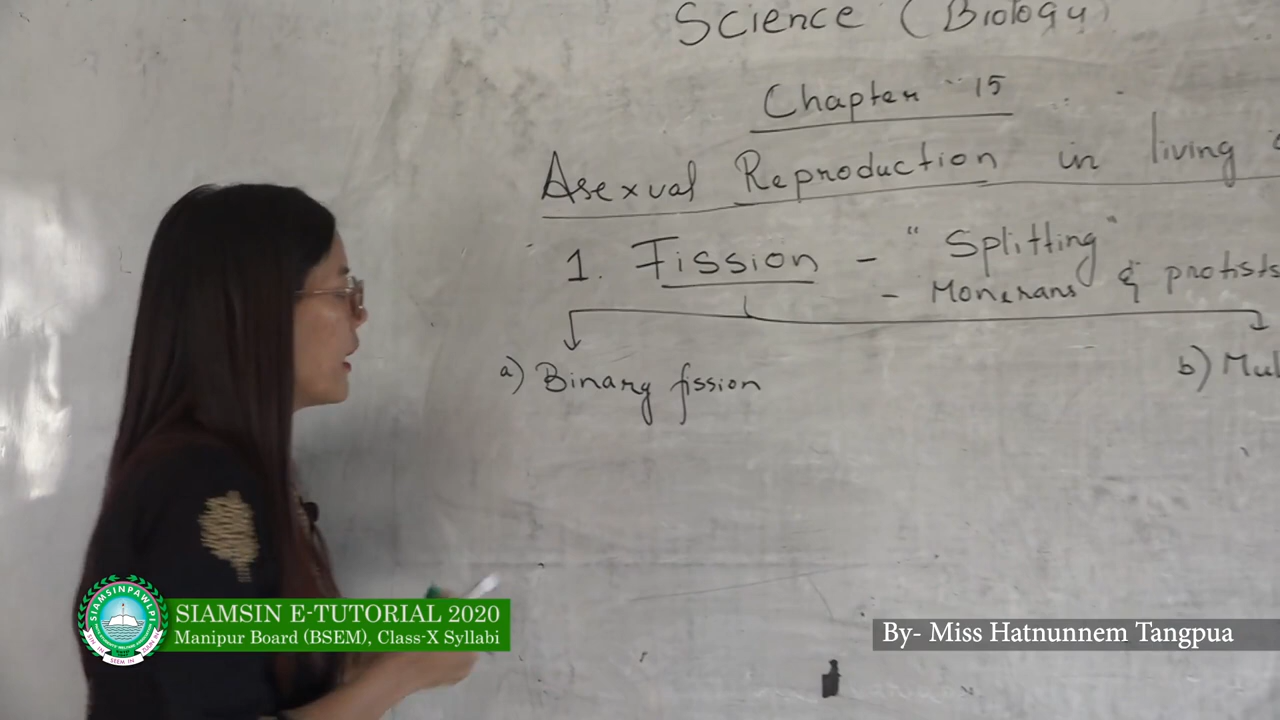 Science (Biology)
Chapter 15
Asexual Reproduction in living
1. Fission - "Splitting"
- Monerans & protists
a) Binary fission
b) Mul
SIAMSINPAWLPI
SIAMSIN E-TUTORIAL 2020
Manipur Board (BSEM), Class-X Syllabi
By- Miss Hatnunnem Tangpua